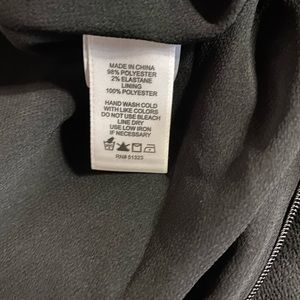 MADE IN CHINA
98% POLYESTER
2% ELASTANE
LINING
100% POLYESTER
HAND WASH COLD
WITH LIKE COLORS
DO NOT USE BLEACH
LINE DRY
USE LOW IRON
IF NECESSARY
RN# 51323